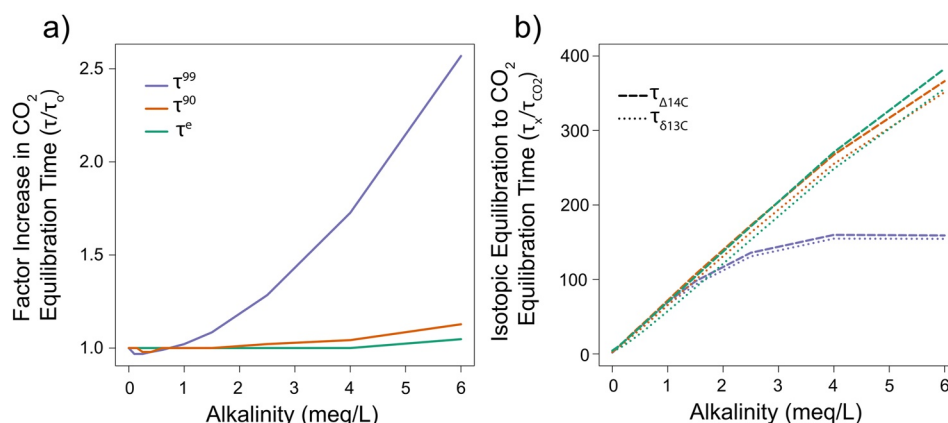 a)
Factor Increase in CO2
Equilibration Time (τ/τo)
2.5
2.0
1.5
1.0
τ99
τ90
τe
0 1 2 3 4 5 6
Alkalinity (meq/L)
b)
Isotopic Equilibration to CO2
Equilibration Time (τx/τCO2)
400
300
200
100
0
τΔ14C
τδ13C
0 1 2 3 4 5 6
Alkalinity (meq/L)